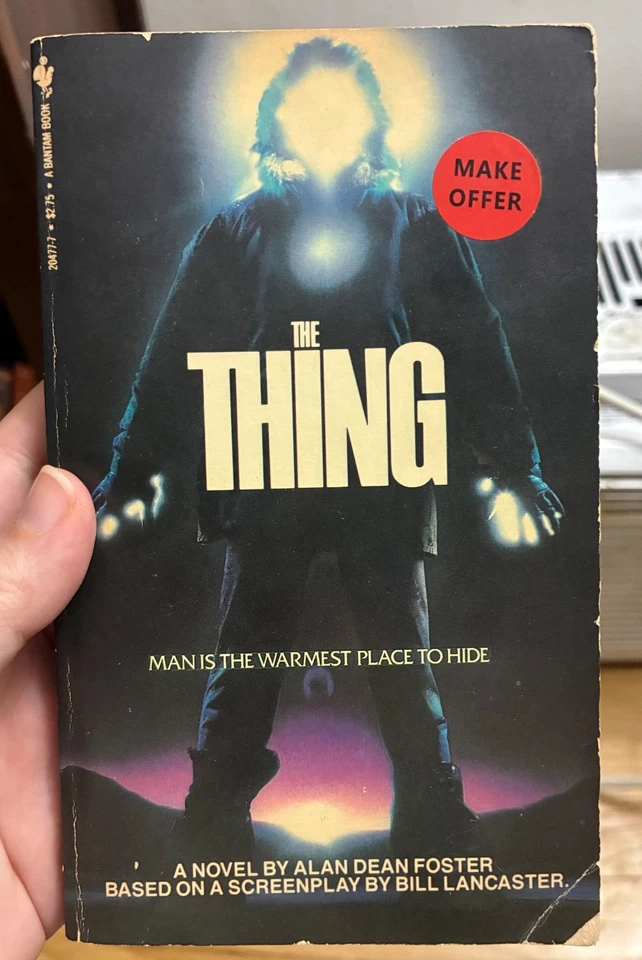 20477-7 * $2.75 * A BANTAM BOOK
MAKE
OFFER
THE
THING
MAN IS THE WARMEST PLACE TO HIDE
A NOVEL BY ALAN DEAN FOSTER
BASED ON A SCREENPLAY BY BILL LANCASTER.